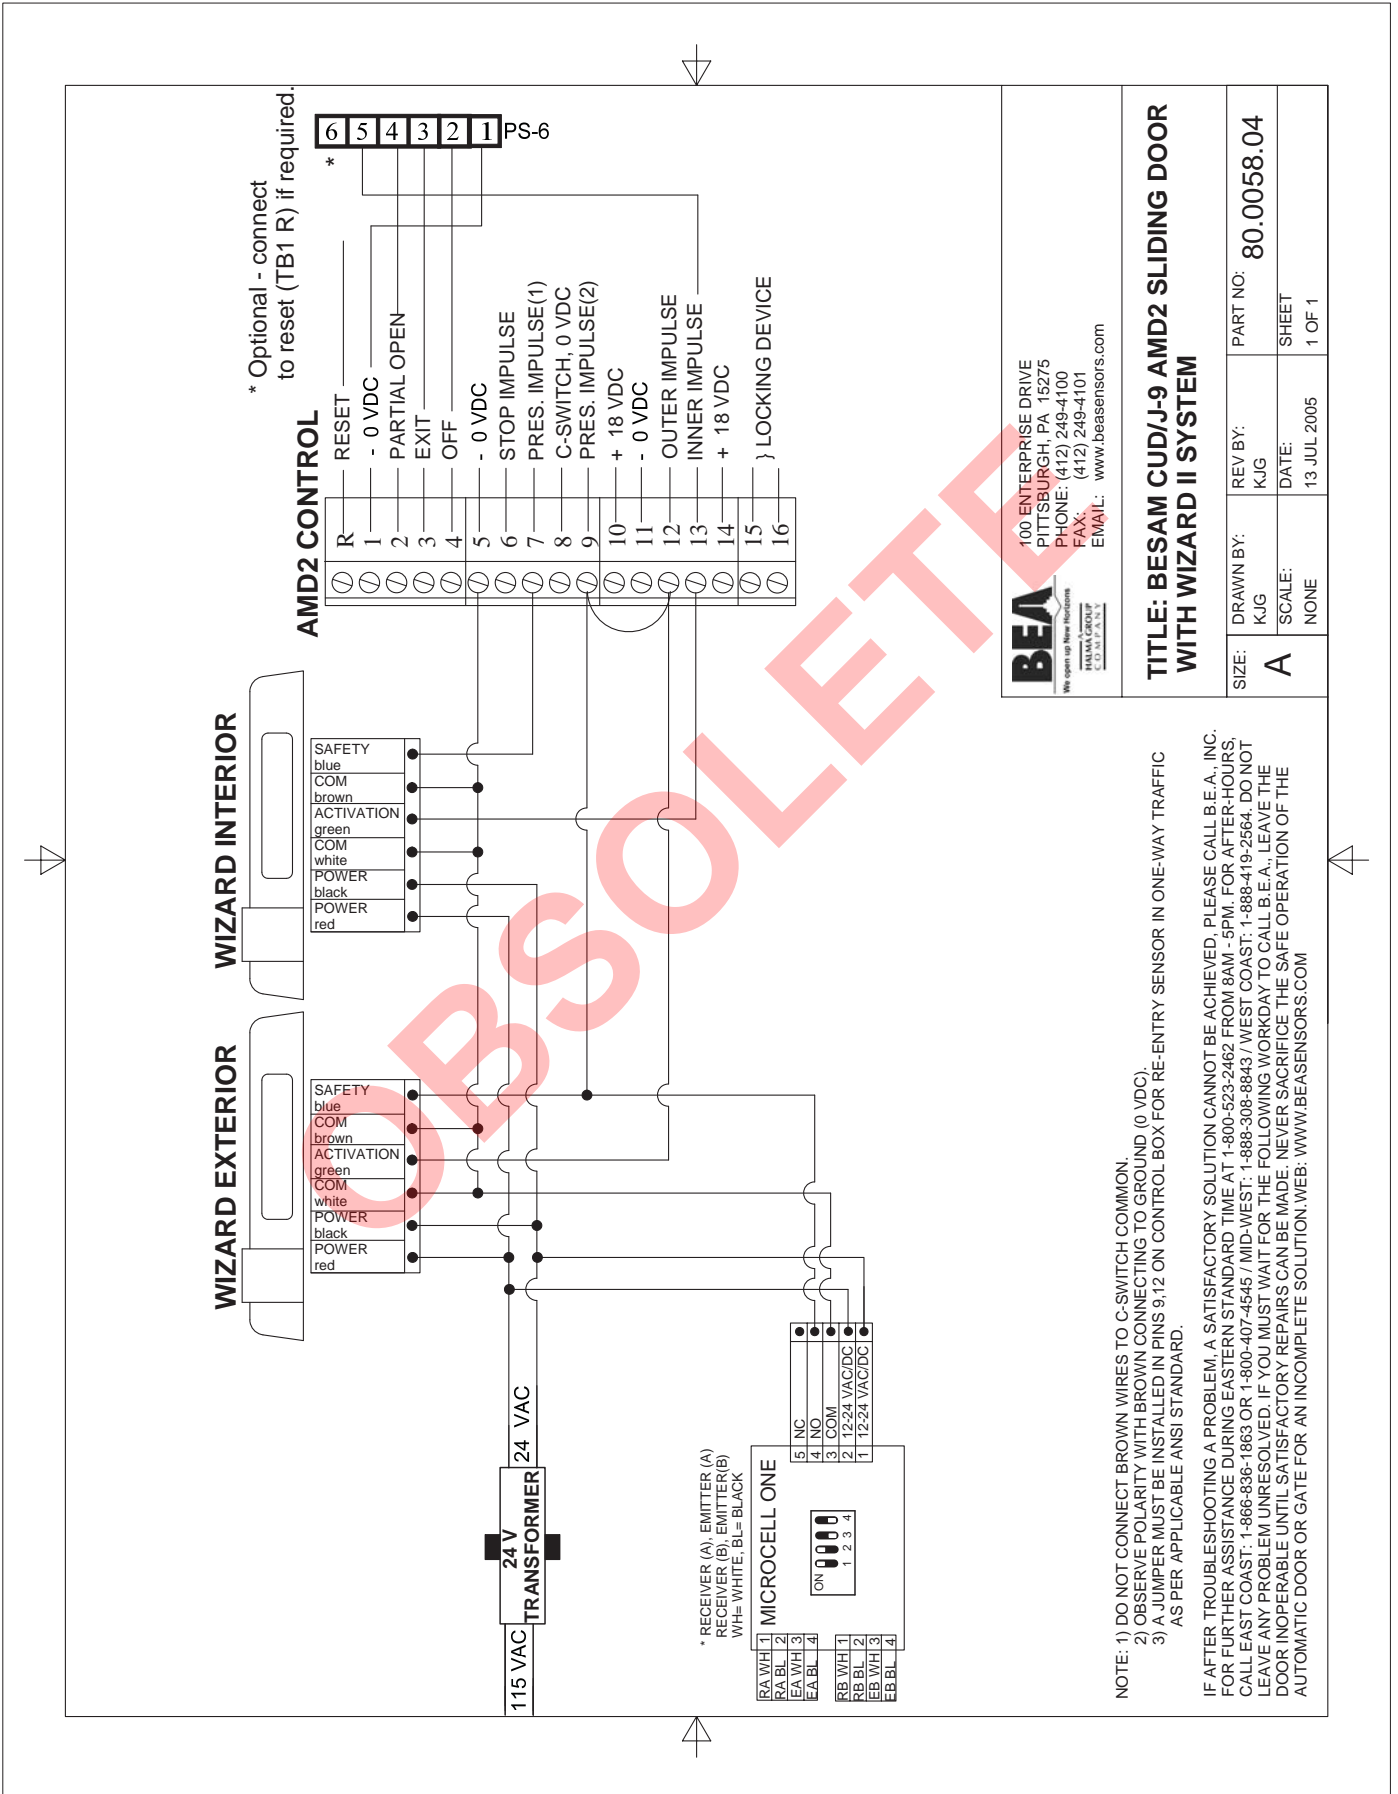 * Optional - connect
to reset (TB1 R) if required.
6
5
4
3
2
1
PS-6
*
AMD2 CONTROL
R RESET
1 - 0 VDC
2 PARTIAL OPEN
3 EXIT
4 OFF
5 - 0 VDC
6 STOP IMPULSE
7 PRES. IMPULSE(1)
8 C-SWITCH, 0 VDC
9 PRES. IMPULSE(2)
10 + 18 VDC
11 - 0 VDC
12 OUTER IMPULSE
13 INNER IMPULSE
14 + 18 VDC
15
16
} LOCKING DEVICE
WIZARD INTERIOR
SAFETY
blue
COM
brown
ACTIVATION
green
COM
white
POWER
black
POWER
red
WIZARD EXTERIOR
SAFETY
blue
COM
brown
ACTIVATION
green
COM
white
POWER
black
POWER
red
115 VAC
24 V
TRANSFORMER
24 VAC
* RECEIVER (A), EMITTER (A)
RECEIVER (B), EMITTER(B)
WH= WHITE, BL= BLACK
MICROCELL ONE
RA WH 1
RA BL 2
EA WH 3
EA BL 4
RB WH 1
RB BL 2
EB WH 3
EB BL 4
ON
1 2 3 4
5 NC
4 NO
3 COM
2 12-24 VAC/DC
1 12-24 VAC/DC
OBSOLETE
NOTE: 1) DO NOT CONNECT BROWN WIRES TO C-SWITCH COMMON.
2) OBSERVE POLARITY WITH BROWN CONNECTING TO GROUND (0 VDC).
3) A JUMPER MUST BE INSTALLED IN PINS 9,12 ON CONTROL BOX FOR RE-ENTRY SENSOR IN ONE-WAY TRAFFIC
AS PER APPLICABLE ANSI STANDARD.
IF AFTER TROUBLESHOOTING A PROBLEM, A SATISFACTORY SOLUTION CANNOT BE ACHIEVED, PLEASE CALL B.E.A., INC.
FOR FURTHER ASSISTANCE DURING EASTERN STANDARD TIME AT 1-800-523-2462 FROM 8AM - 5PM. FOR AFTER-HOURS,
CALL EAST COAST: 1-866-836-1863 OR 1-800-407-4545 / MID-WEST: 1-888-308-8843 / WEST COAST: 1-888-419-2564. DO NOT
LEAVE ANY PROBLEM UNRESOLVED. IF YOU MUST WAIT FOR THE FOLLOWING WORKDAY TO CALL B.E.A., LEAVE THE
DOOR INOPERABLE UNTIL SATISFACTORY REPAIRS CAN BE MADE. NEVER SACRIFICE THE SAFE OPERATION OF THE
AUTOMATIC DOOR OR GATE FOR AN INCOMPLETE SOLUTION.WEB: WWW.BEASENSORS.COM
BEA
We open up New Horizons
A
HALMA GROUP
COMPANY
100 ENTERPRISE DRIVE
PITTSBURGH, PA 15275
PHONE: (412) 249-4100
FAX: (412) 249-4101
EMAIL: www.beasensors.com
TITLE: BESAM CUD/J-9 AMD2 SLIDING DOOR
WITH WIZARD II SYSTEM
SIZE:
A
DRAWN BY:
KJG
REV BY:
KJG
PART NO:
80.0058.04
SCALE:
NONE
DATE:
13 JUL 2005
SHEET
1 OF 1